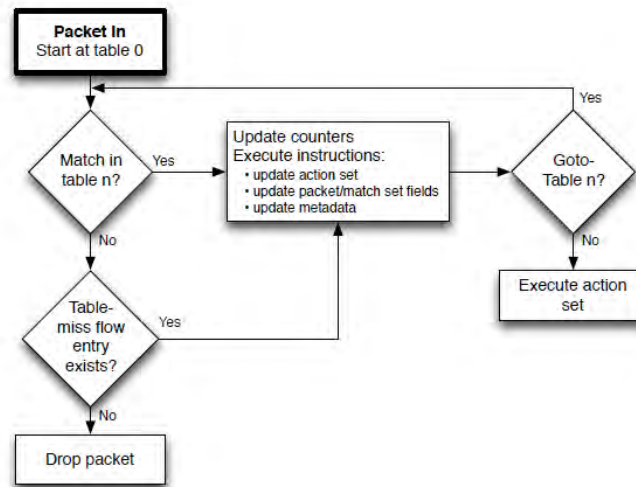 Packet In
Start at table 0
Match in
table n?
Yes
No
Update counters
Execute instructions:
• update action set
• update packet/match set fields
• update metadata
Yes
Goto-
Table n?
No
Execute action
set
Table-
miss flow
entry
exists?
Yes
No
Drop packet